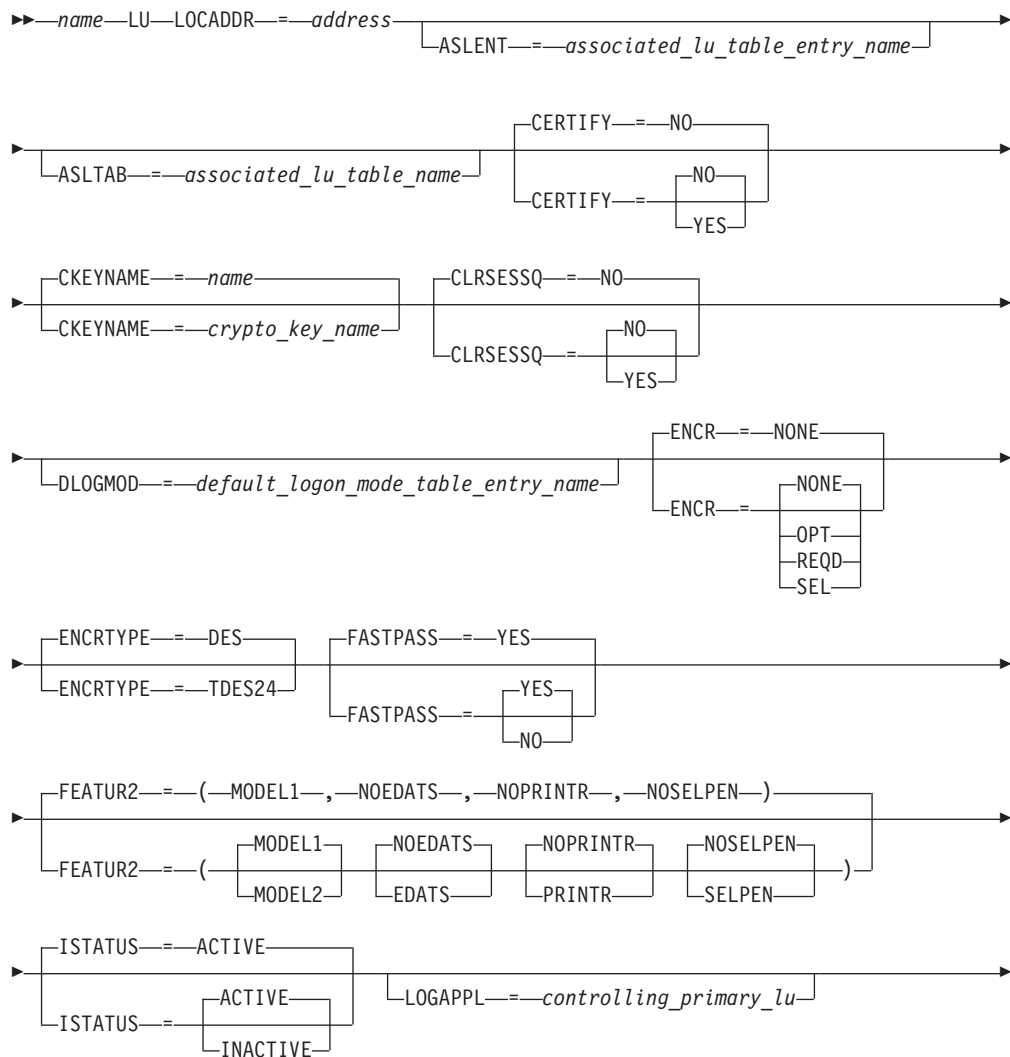 name LU LOCADDR = address
ASLENT = associated_lu_table_entry_name
CERTIFY = NO
ASLTAB = associated_lu_table_name
CERTIFY = NO
YES
CKEYNAME = name
CKEYNAME = crypto_key_name
CLRSESSQ = NO
CLRSESSQ = NO
YES
DLOGMOD = default_logon_mode_table_entry_name
ENCR = NONE
ENCR = NONE
OPT
REQD
SEL
ENCRTYPE = DES
ENCRTYPE = TDES24
FASTPASS = YES
FASTPASS = YES
NO
FEATUR2 = ( MODEL1 , NOEDATS , NOPRINTR , NOSELPEN )
FEATUR2 = ( MODEL1 NOEDATS NOPRINTR NOSELPEN )
MODEL2 EDATS PRINTR SELPEN
ISTATUS = ACTIVE
ISTATUS = ACTIVE
INACTIVE
LOGAPPL = controlling_primary_lu